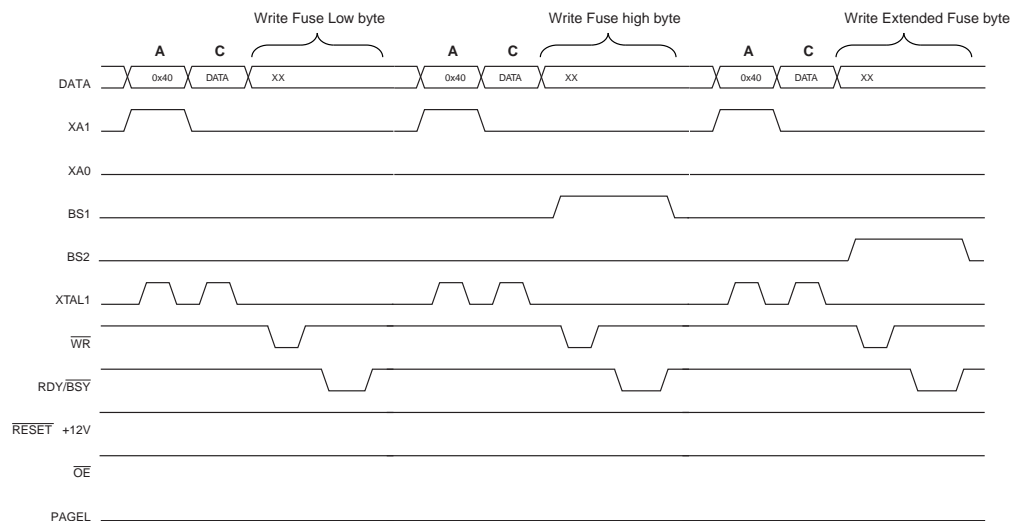 Write Fuse Low byte Write Fuse high byte Write Extended Fuse byte
A C A C A C
DATA 0x40 DATA XX 0x40 DATA XX 0x40 DATA XX
XA1
XA0
BS1
BS2
XTAL1
WR
RDY/BSY
RESET +12V
OE
PAGEL